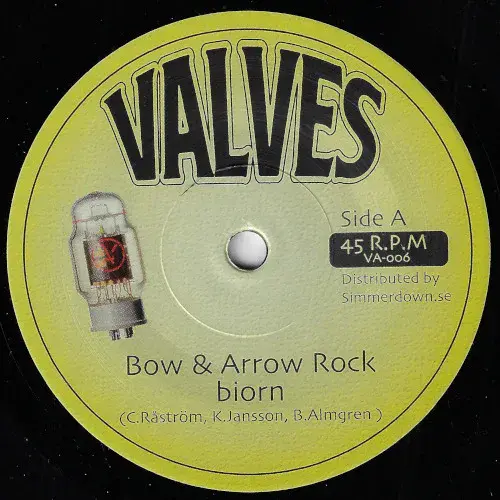 VALVES
Side A
45 R.P.M
VA-006
Distributed by
Simmerdown.se
Bow & Arrow Rock
biorn
(C.Råström, K.Jansson, B.Almgren )